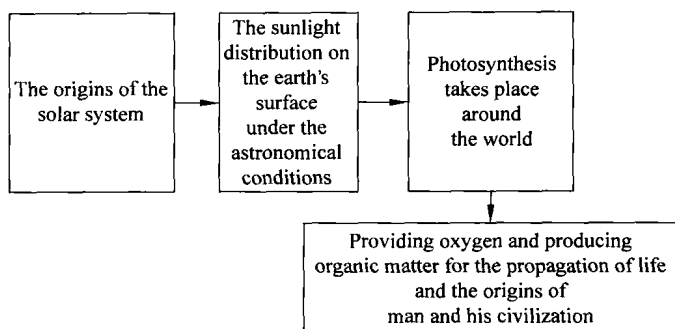 The origins of the
solar system
The sunlight
distribution on
the earth's
surface
under the
astronomical
conditions
Photosynthesis
takes place
around
the world
Providing oxygen and producing
organic matter for the propagation of life
and the origins of
man and his civilization